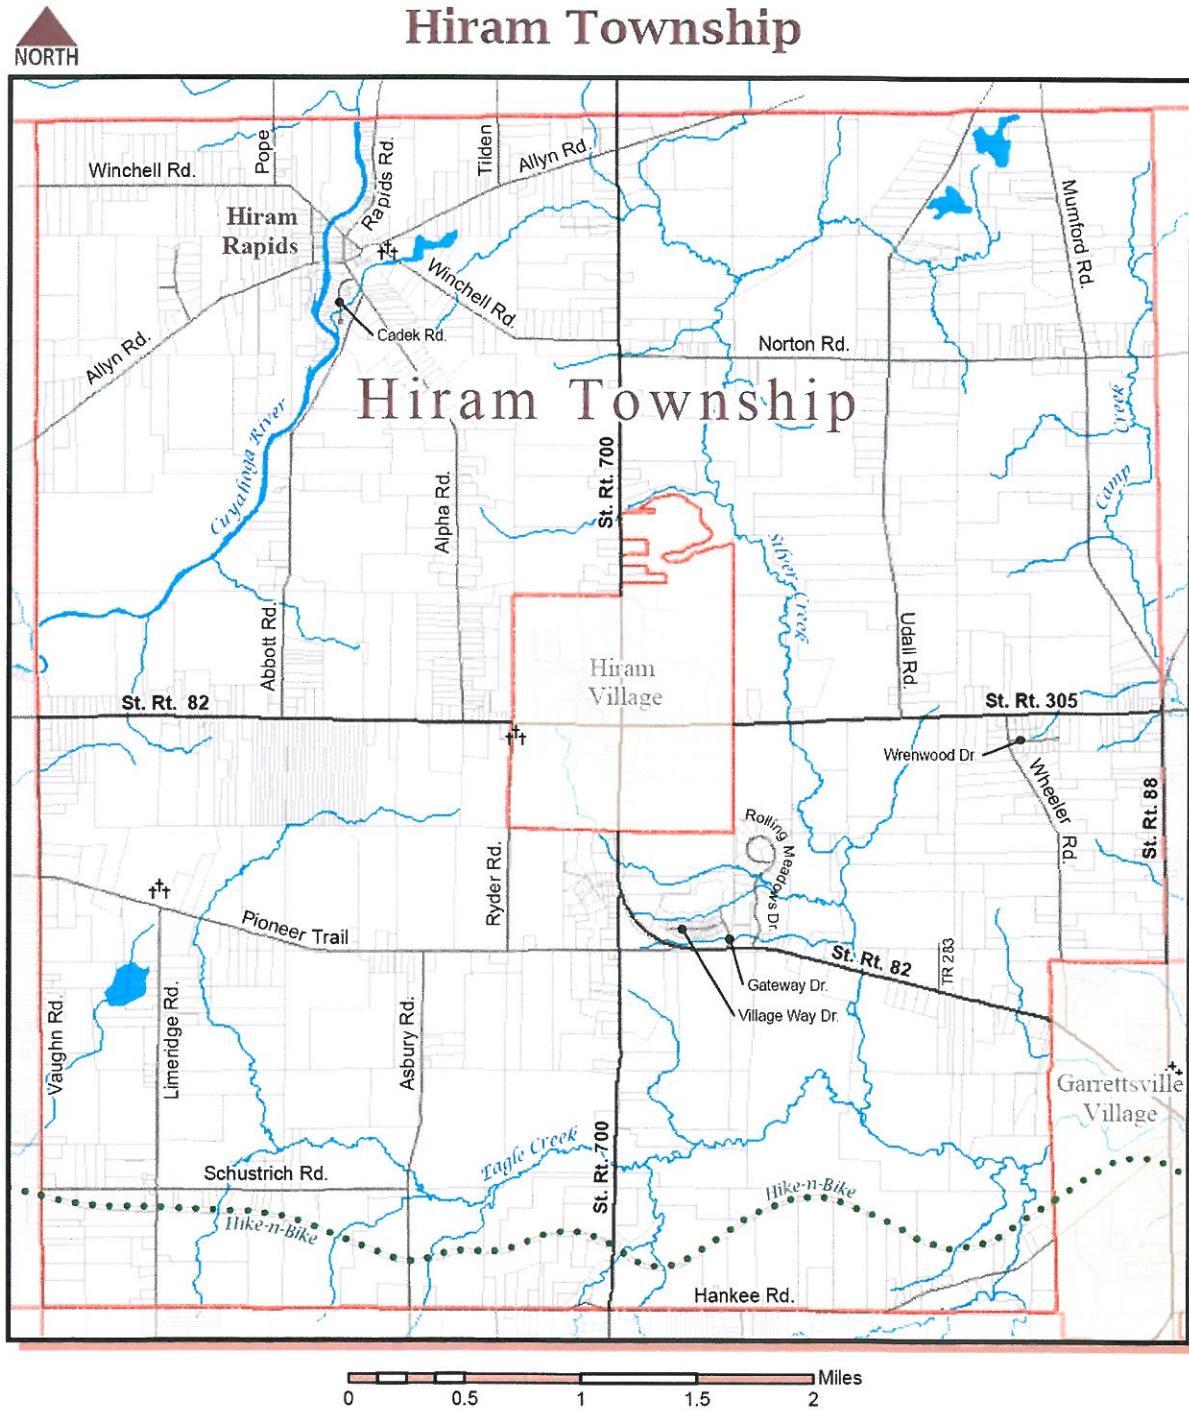 Hiram Township
NORTH
Pope
Tilden
Rapids Rd.
Allyn Rd.
Winchell Rd.
Hiram
Rapids
Mumford Rd.
Winchell Rd.
Cadek Rd.
Allyn Rd.
Norton Rd.
Hiram Township
Cuyahoga River
St. Rt. 700
Alpha Rd.
Camp Creek
Silver Creek
Abbott Rd.
Udall Rd.
Hiram
Village
St. Rt. 82
St. Rt. 305
Wrenwood Dr.
Wheeler Rd.
St. Rt. 88
Rolling Meadows Dr.
Ryder Rd.
Pioneer Trail
St. Rt. 82
TR 283
Gateway Dr.
Village Way Dr.
Vaughn Rd.
Limeridge Rd.
Asbury Rd.
Garrettsville
Village
Eagle Creek
St. Rt. 700
Schustrich Rd.
Hike-n-Bike
Hike-n-Bike
Hankee Rd.
Miles
0 0.5 1 1.5 2